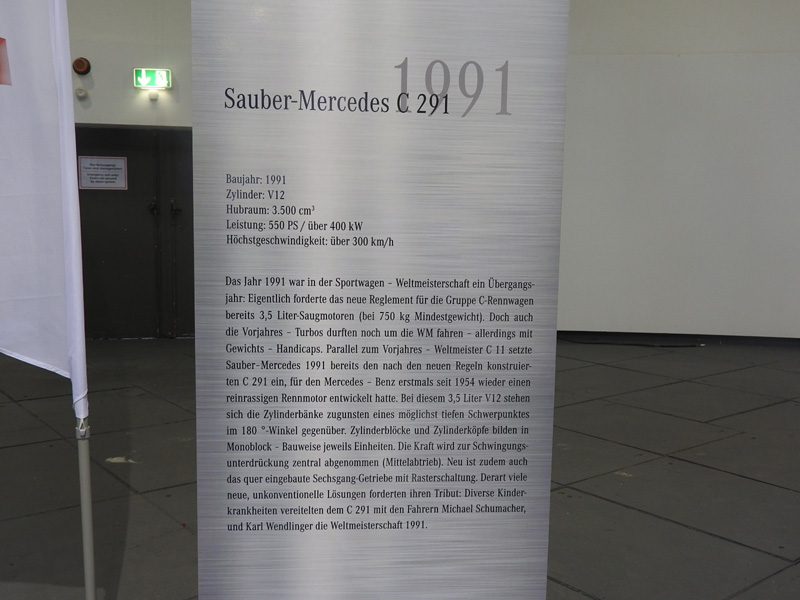 1991
Sauber-Mercedes C 291
Baujahr: 1991
Zylinder: V12
Hubraum: 3.500 cm³
Leistung: 550 PS / über 400 kW
Höchstgeschwindigkeit: über 300 km/h
Das Jahr 1991 war in der Sportwagen – Weltmeisterschaft ein Übergangs-
jahr: Eigentlich forderte das neue Reglement für die Gruppe C-Rennwagen
bereits 3,5 Liter-Saugmotoren (bei 750 kg Mindestgewicht). Doch auch
die Vorjahres – Turbos durften noch um die WM fahren – allerdings mit
Gewichts – Handicaps. Parallel zum Vorjahres – Weltmeister C 11 setzte
Sauber-Mercedes 1991 bereits den nach den neuen Regeln konstruier-
ten C 291 ein, für den Mercedes – Benz erstmals seit 1954 wieder einen
reinrassigen Rennmotor entwickelt hatte. Bei diesem 3,5 Liter V12 stehen
sich die Zylinderbänke zugunsten eines möglichst tiefen Schwerpunktes
im 180 °-Winkel gegenüber. Zylinderblöcke und Zylinderköpfe bilden in
Monoblock – Bauweise jeweils Einheiten. Die Kraft wird zur Schwingungs-
unterdrückung zentral abgenommen (Mittelabtrieb). Neu ist zudem auch
das quer eingebaute Sechsgang-Getriebe mit Rasterschaltung. Derart viele
neue, unkonventionelle Lösungen forderten ihren Tribut: Diverse Kinder-
krankheiten vereitelten dem C 291 mit den Fahrern Michael Schumacher,
und Karl Wendlinger die Weltmeisterschaft 1991.